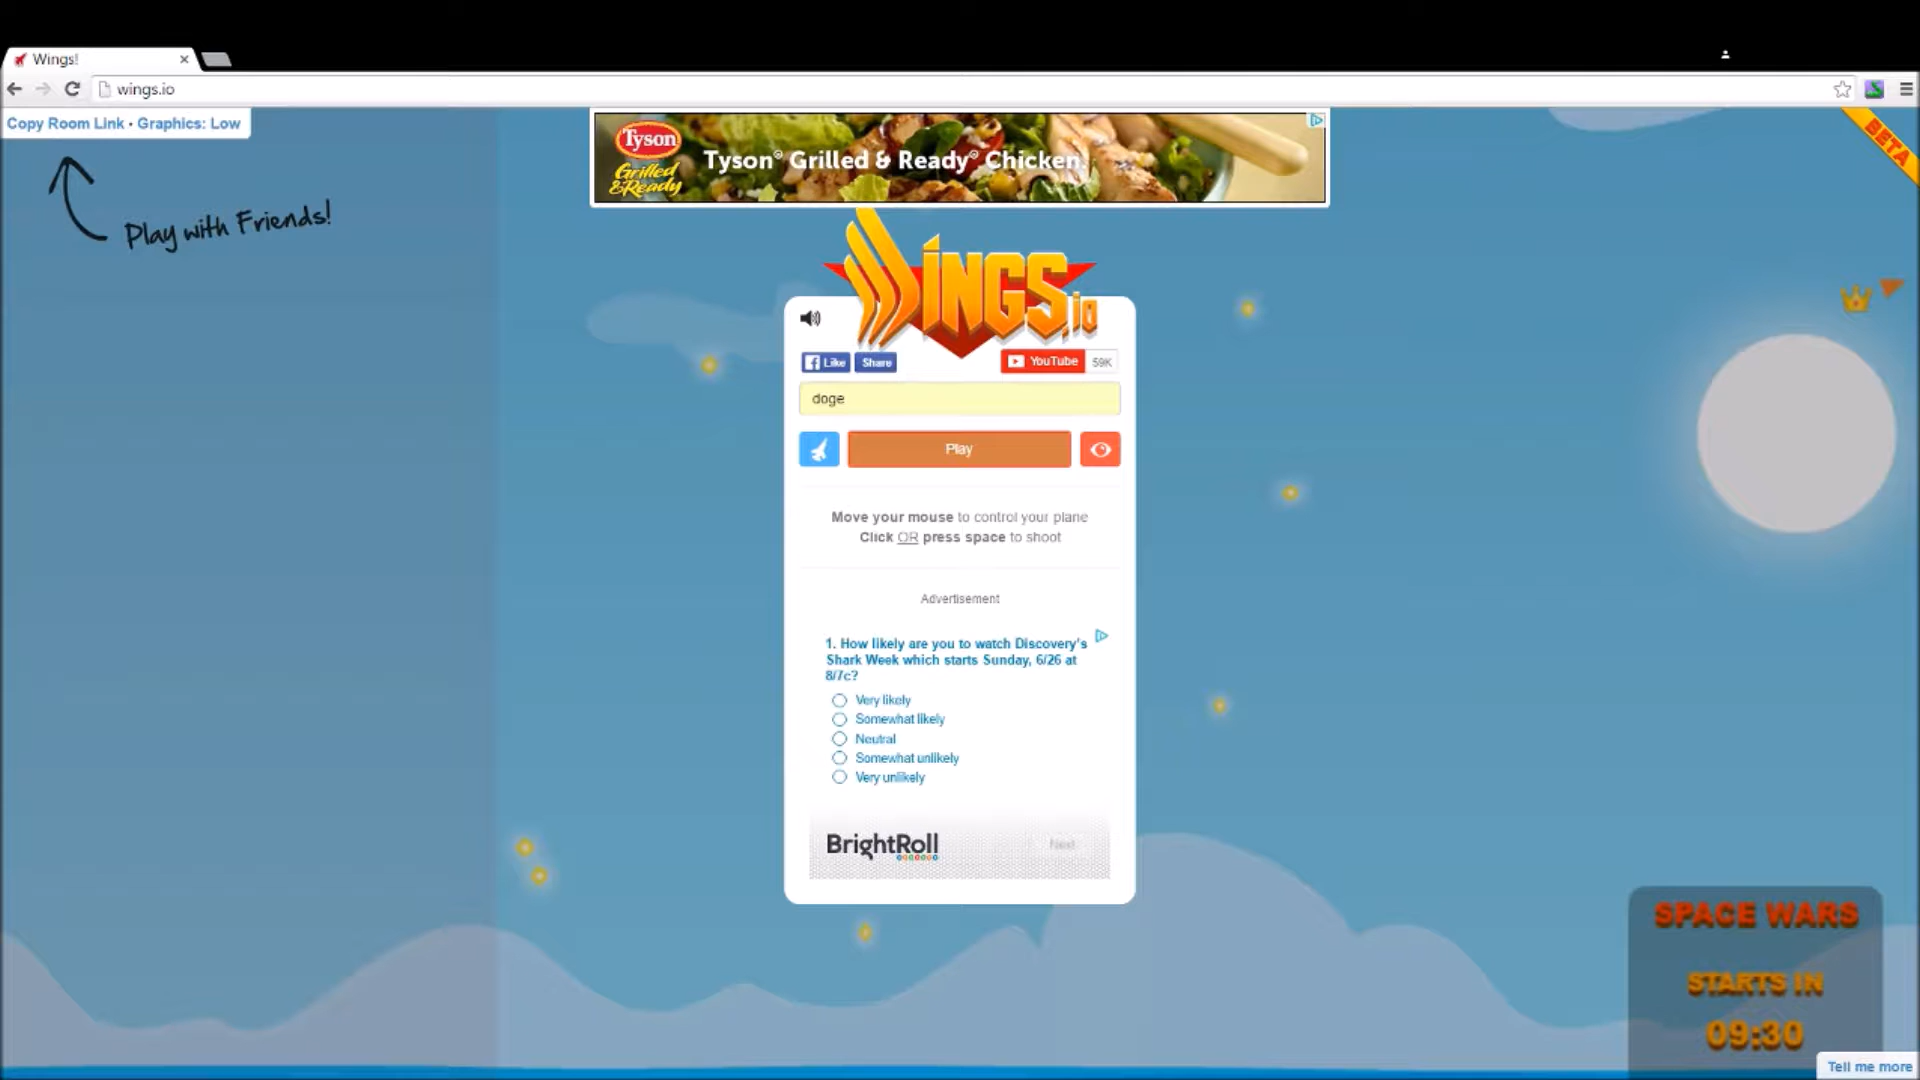 Wings!
wings.io
Copy Room Link • Graphics: Low
BETA
Tyson
Grilled
&Ready
Tyson® Grilled & Ready® Chicken.
Play with Friends!
WINGS.io
Like
Share
YouTube
59K
doge
Play
Move your mouse to control your plane
Click OR press space to shoot
Advertisement
1. How likely are you to watch Discovery's
Shark Week which starts Sunday, 6/26 at
8/7c?
Very likely
Somewhat likely
Neutral
Somewhat unlikely
Very unlikely
BrightRoll
Next
SPACE WARS
STARTS IN
09:30
Tell me more